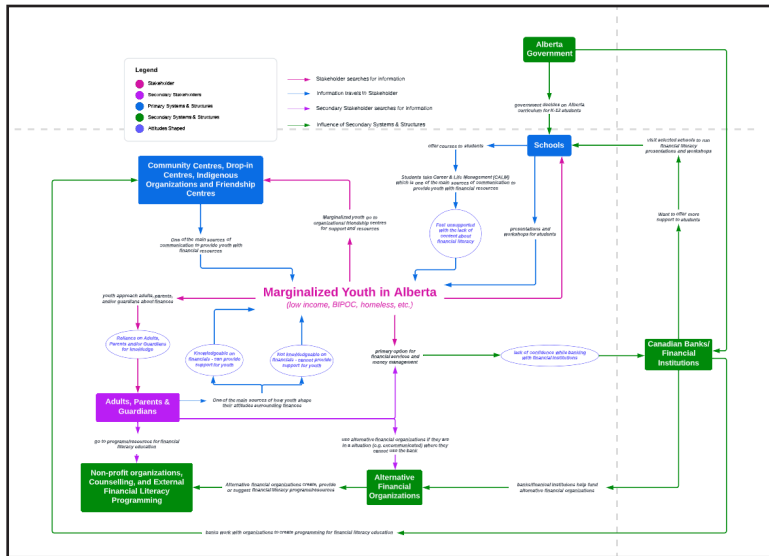 Alberta
Government
Legend
Stakeholder
Secondary Stakeholders
Primary Systems & Structures
Secondary Systems & Structures
Attitudes Shaped
Stakeholder searches for information
Information travels for Stakeholder
Secondary Stakeholder searches for information
Influence of Secondary Systems & Structures
government decides on Alberta
curriculum for K-12 students
offer courses to students
Schools
visit selected schools to run
financial literacy
presentations and workshops
Community Centres, Drop-in
Centres, Indigenous
Organizations and Friendship
Centres
Students take Career & Life Management (CALM)
which is one of the main sources of communication to
provide youth with financial resources
Marginalized youth go to
organizational friendship centres
for support and resources
Feel unsupported
with the lack of
content about
financial literacy
presentations and
workshops for students
Want to offer more
support to students
One of the main sources of
communication to provide youth with
financial resources
Marginalized Youth in Alberta
(low income, BIPOC, homeless, etc.)
youth approach adults, parents,
and/or guardians about finances
Reliance on Adults,
Parents and/or Guardians
for knowledge
Knowledgeable on
financials - can provide
support for youth
Not knowledgeable on
financials - cannot provide
support for youth
primary option for
financial services and
money management
lack of confidence while banking
with financial institutions
Canadian Banks/
Financial
Institutions
Adults, Parents &
Guardians
One of the main sources of how youth shape
their attitudes surrounding finances
go to programs/resources for financial
literacy education
use alternative financial organizations if they are
in a situation (e.g. excommunicated) where they
cannot use the bank
Non-profit organizations,
Counselling, and External
Financial Literacy
Programming
Alternative financial organizations create, provide
or suggest financial literacy programs/resources
Alternative
Financial
Organizations
banks/financial institutions help fund
alternative financial organizations
banks work with organizations to create programming for financial literacy education